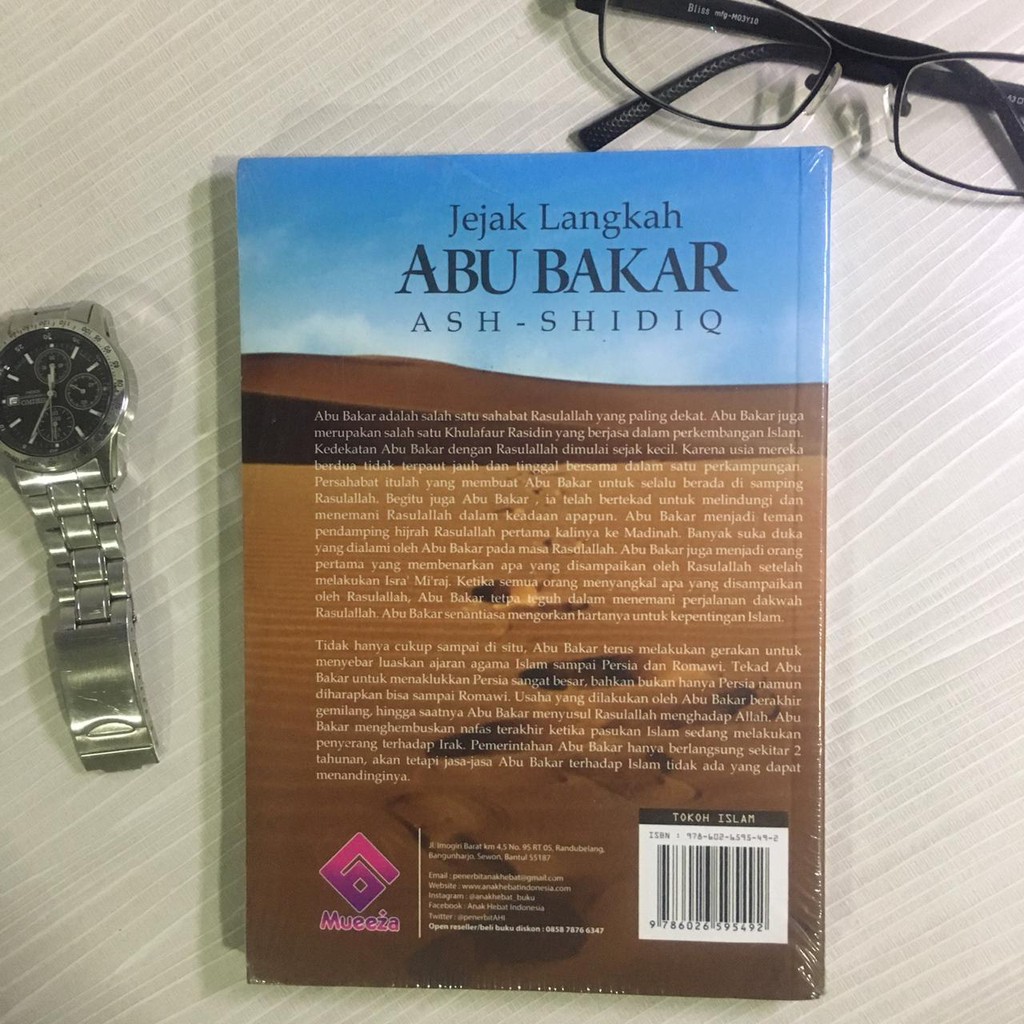 Bliss mfg-M03Y10
Jejak Langkah
ABU BAKAR
ASH-SHIDIQ
Abu Bakar adalah salah satu sahabat Rasulallah yang paling dekat. Abu Bakar juga
merupakan salah satu Khulafaur Rasidin yang berjasa dalam perkembangan Islam.
Kedekatan Abu Bakar dengan Rasulallah dimulai sejak kecil. Karena usia mereka
berdua tidak terpaut jauh dan tinggal bersama dalam satu perkampungan.
Persahabat itulah yang membuat Abu Bakar untuk selalu berada di samping
Rasulallah. Begitu juga Abu Bakar , ia telah bertekad untuk melindungi dan
menemani Rasulallah dalam keadaan apapun. Abu Bakar menjadi teman
pendamping hijrah Rasulallah pertama kalinya ke Madinah. Banyak suka duka
yang dialami oleh Abu Bakar pada masa Rasulallah. Abu Bakar juga menjadi orang
pertama yang membenarkan apa yang disampaikan oleh Rasulallah setelah
melakukan Isra' Mi'raj. Ketika semua orang menyangkal apa yang disampaikan
oleh Rasulallah, Abu Bakar tetpa teguh dalam menemani perjalanan dakwah
Rasulallah. Abu Bakar senantiasa mengorkan hartanya untuk kepentingan Islam.
Tidak hanya cukup sampai di situ, Abu Bakar terus melakukan gerakan untuk
menyebar luaskan ajaran agama Islam sampai Persia dan Romawi. Tekad Abu
Bakar untuk menaklukkan Persia sangat besar, bahkan bukan hanya Persia namun
diharapkan bisa sampai Romawi. Usaha yang dilakukan oleh Abu Bakar berakhir
gemilang, hingga saatnya Abu Bakar menyusul Rasulallah menghadap Allah. Abu
Bakar menghembuskan nafas terakhir ketika pasukan Islam sedang melakukan
penyerang terhadap Irak. Pemerintahan Abu Bakar hanya berlangsung sekitar 2
tahunan, akan tetapi jasa-jasa Abu Bakar terhadap Islam tidak ada yang dapat
menandinginya.
Mueeza
Jl. Imogiri Barat km 4,5 No. 95 RT 05, Randubelang,
Bangunharjo, Sewon, Bantul 55187
Email : penerbitanakhebat@gmail.com
Website : www.anakhebatindonesia.com
Instagram : @anakhebat_buku
Facebook : Anak Hebat Indonesia
Twitter : @penerbitAHI
Open reseller/beli buku diskon : 0858 7876 6347
TOKOH ISLAM
ISBN : 978-602-6595-49-2
9 786026 595492